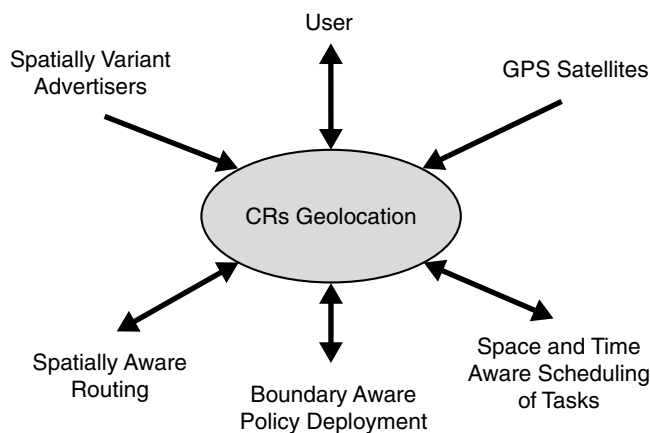 User
Spatially Variant
Advertisers
GPS Satellites
CRs Geolocation
Spatially Aware
Routing
Boundary Aware
Policy Deployment
Space and Time
Aware Scheduling
of Tasks